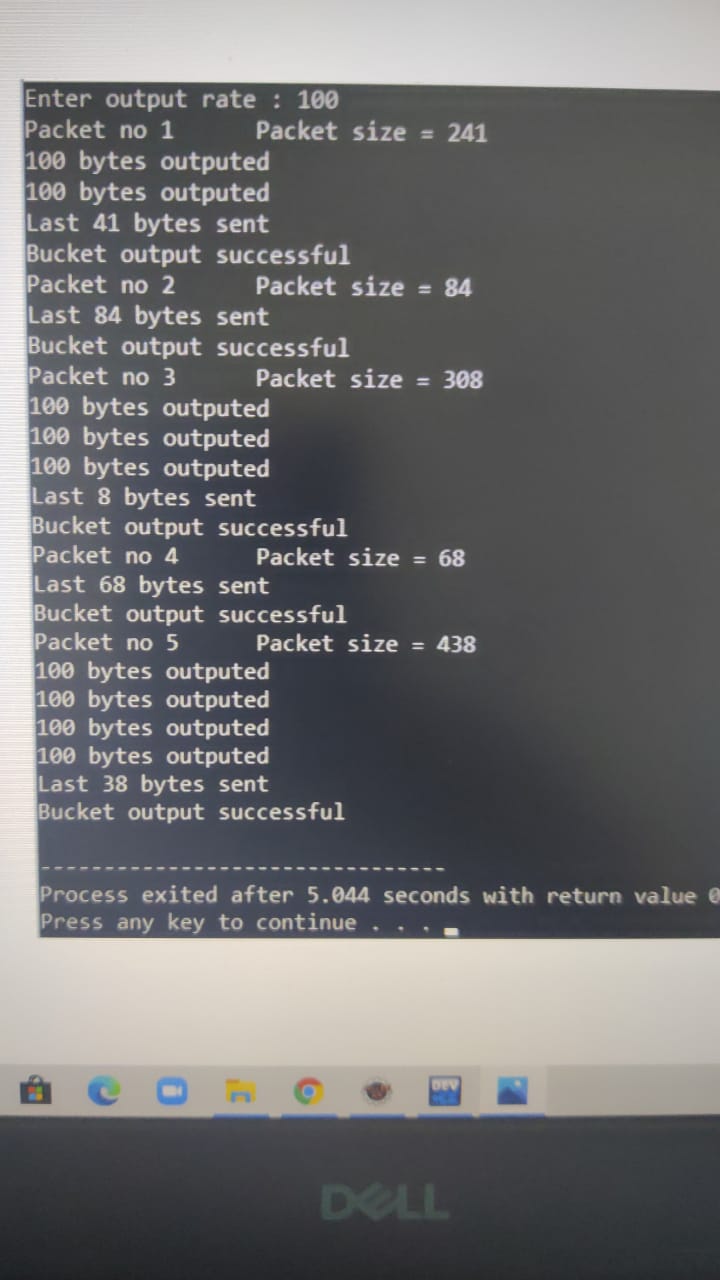 Enter output rate : 100
Packet no 1 Packet size = 241
100 bytes outputed
100 bytes outputed
Last 41 bytes sent
Bucket output successful
Packet no 2 Packet size = 84
Last 84 bytes sent
Bucket output successful
Packet no 3 Packet size = 308
100 bytes outputed
100 bytes outputed
100 bytes outputed
Last 8 bytes sent
Bucket output successful
Packet no 4 Packet size = 68
Last 68 bytes sent
Bucket output successful
Packet no 5 Packet size = 438
100 bytes outputed
100 bytes outputed
100 bytes outputed
100 bytes outputed
Last 38 bytes sent
Bucket output successful
--------------------------------
Process exited after 5.044 seconds with return value 0
Press any key to continue . . .
DEV
DELL